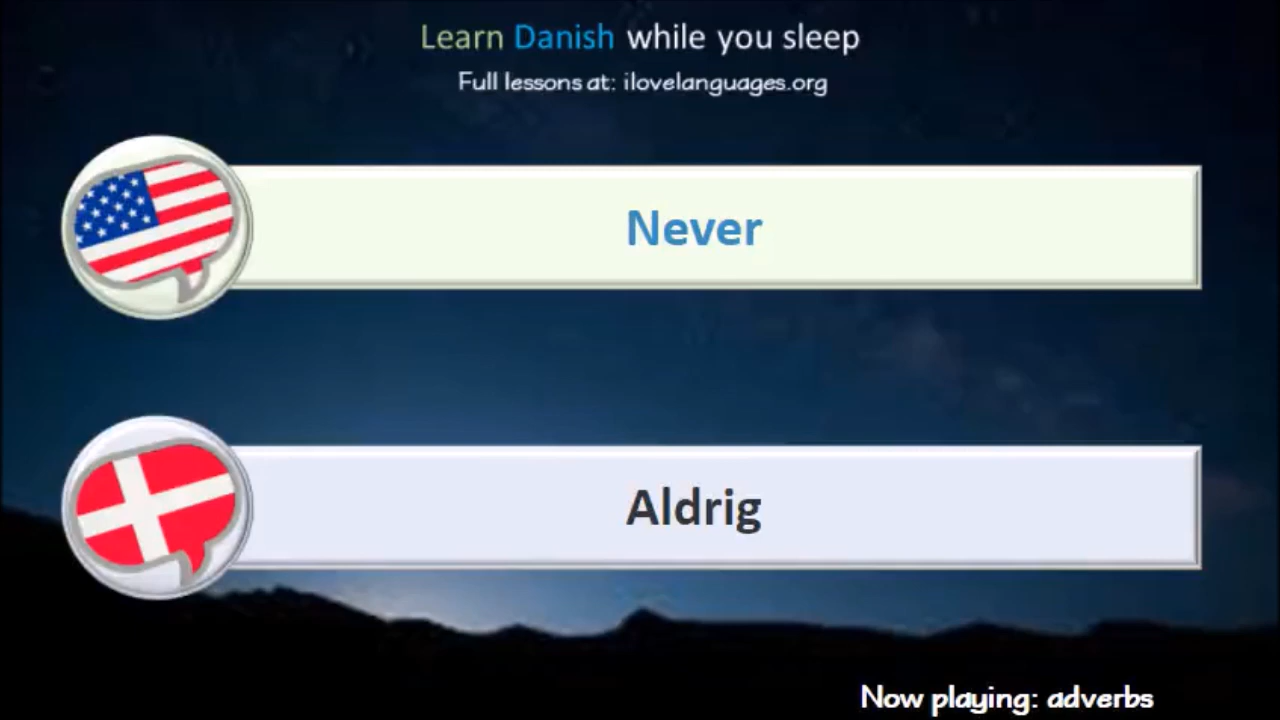 Learn Danish while you sleep
Full lessons at: ilovelanguages.org
Never
Aldrig
Now playing: adverbs